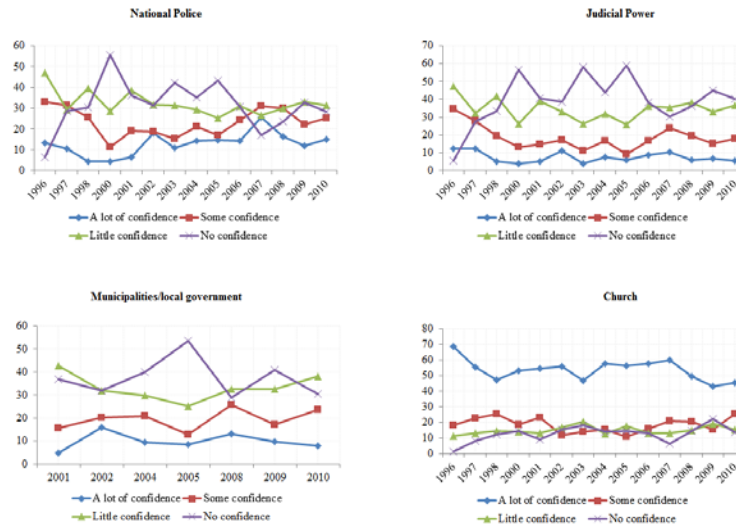 National Police
60
50
40
30
20
10
0
1996 1997 1998 2000 2001 2002 2003 2004 2005 2006 2007 2008 2009 2010
A lot of confidence Some confidence
Little confidence No confidence
Judicial Power
70
60
50
40
30
20
10
0
1996 1997 1998 2000 2001 2002 2003 2004 2005 2006 2007 2008 2009 2010
A lot of confidence Some confidence
Little confidence No confidence
Municipalities/local government
60
50
40
30
20
10
0
2001 2002 2004 2005 2008 2009 2010
A lot of confidence Some confidence
Little confidence No confidence
Church
80
70
60
50
40
30
20
10
0
1996 1997 1998 2000 2001 2002 2003 2004 2005 2006 2007 2008 2009 2010
A lot of confidence Some confidence
Little confidence No confidence